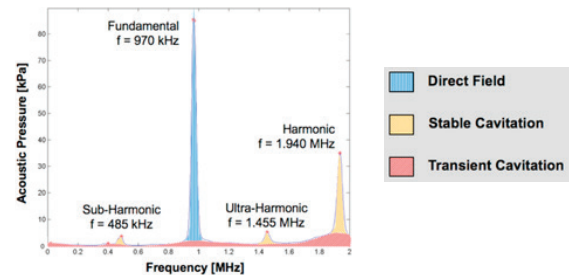 Fundamental
f = 970 kHz
Harmonic
f = 1.940 MHz
Sub-Harmonic
f = 485 kHz
Ultra-Harmonic
f = 1.455 MHz
Acoustic Pressure [kPa]
80
70
60
50
40
30
20
10
0
0
0.2
0.4
0.6
0.8
1
1.2
1.4
1.6
1.8
2
Frequency [MHz]
Direct Field
Stable Cavitation
Transient Cavitation